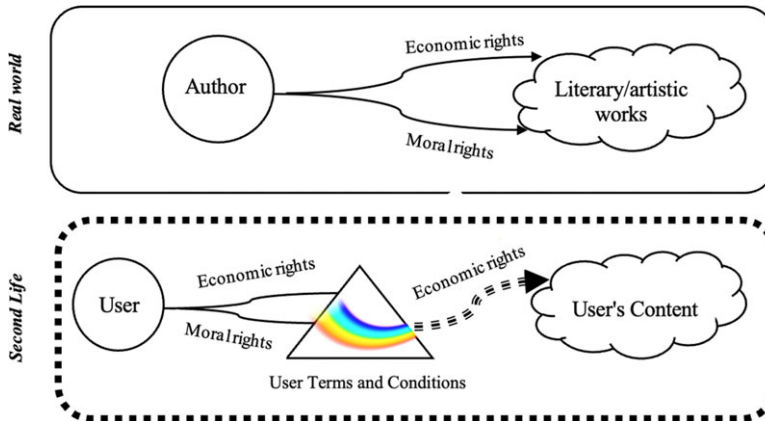 Real world
Author
Economic rights
Moral rights
Literary/artistic
works
Second Life
User
Economic rights
Moral rights
User Terms and Conditions
Economic rights
User's Content